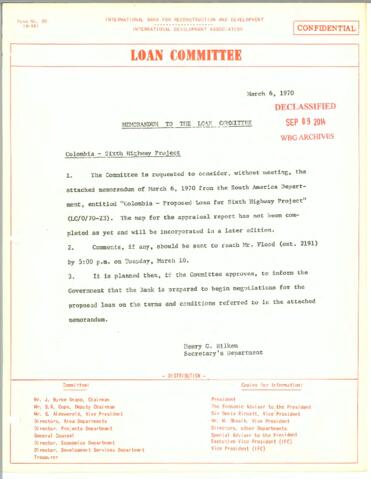 Form No. 89
INTERNATIONAL BANK FOR RECONSTRUCTION AND DEVELOPMENT
INTERNATIONAL DEVELOPMENT ASSOCIATION
CONFIDENTIAL
LOAN COMMITTEE
March 6, 1970
DECLASSIFIED
SEP 09 2014
WBG ARCHIVES
MEMORANDUM TO THE LOAN COMMITTEE
Colombia - Sixth Highway Project
1. The Committee is requested to consider, without meeting, the
attached memorandum of March 6, 1970 from the South America Depart-
ment, entitled "Colombia - Proposed Loan for Sixth Highway Project"
(LC/O/70-23). The map for the appraisal report has not been com-
pleted as yet and will be incorporated in a later edition.
2. Comments, if any, should be sent to reach Mr. Flood (ext. 2191)
by 5:00 p.m. on Tuesday, March 10.
3. It is planned then, if the Committee approves, to inform the
Government that the Bank is prepared to begin negotiations for the
proposed loan on the terms and conditions referred to in the attached
memorandum.
Henry G. Hilken
Secretary's Department
- DISTRIBUTION -
Committee:
Mr. J. Burke Knapp, Chairman
Mr. S.R. Cope, Deputy Chairman
Mr. G. Alderweld, Vice President
Directors, Area Departments
Director, Projects Department
General Counsel
Director, Economics Department
Director, Development Services Department
Treasurer
Copies for Information:
President
The Economic Adviser to the President
Sir Denis Rickett, Vice President
Mr. M. Shoaib, Vice President
Directors, other Departments
Special Adviser to the President
Executive Vice President (IFC)
Vice President (IFC)